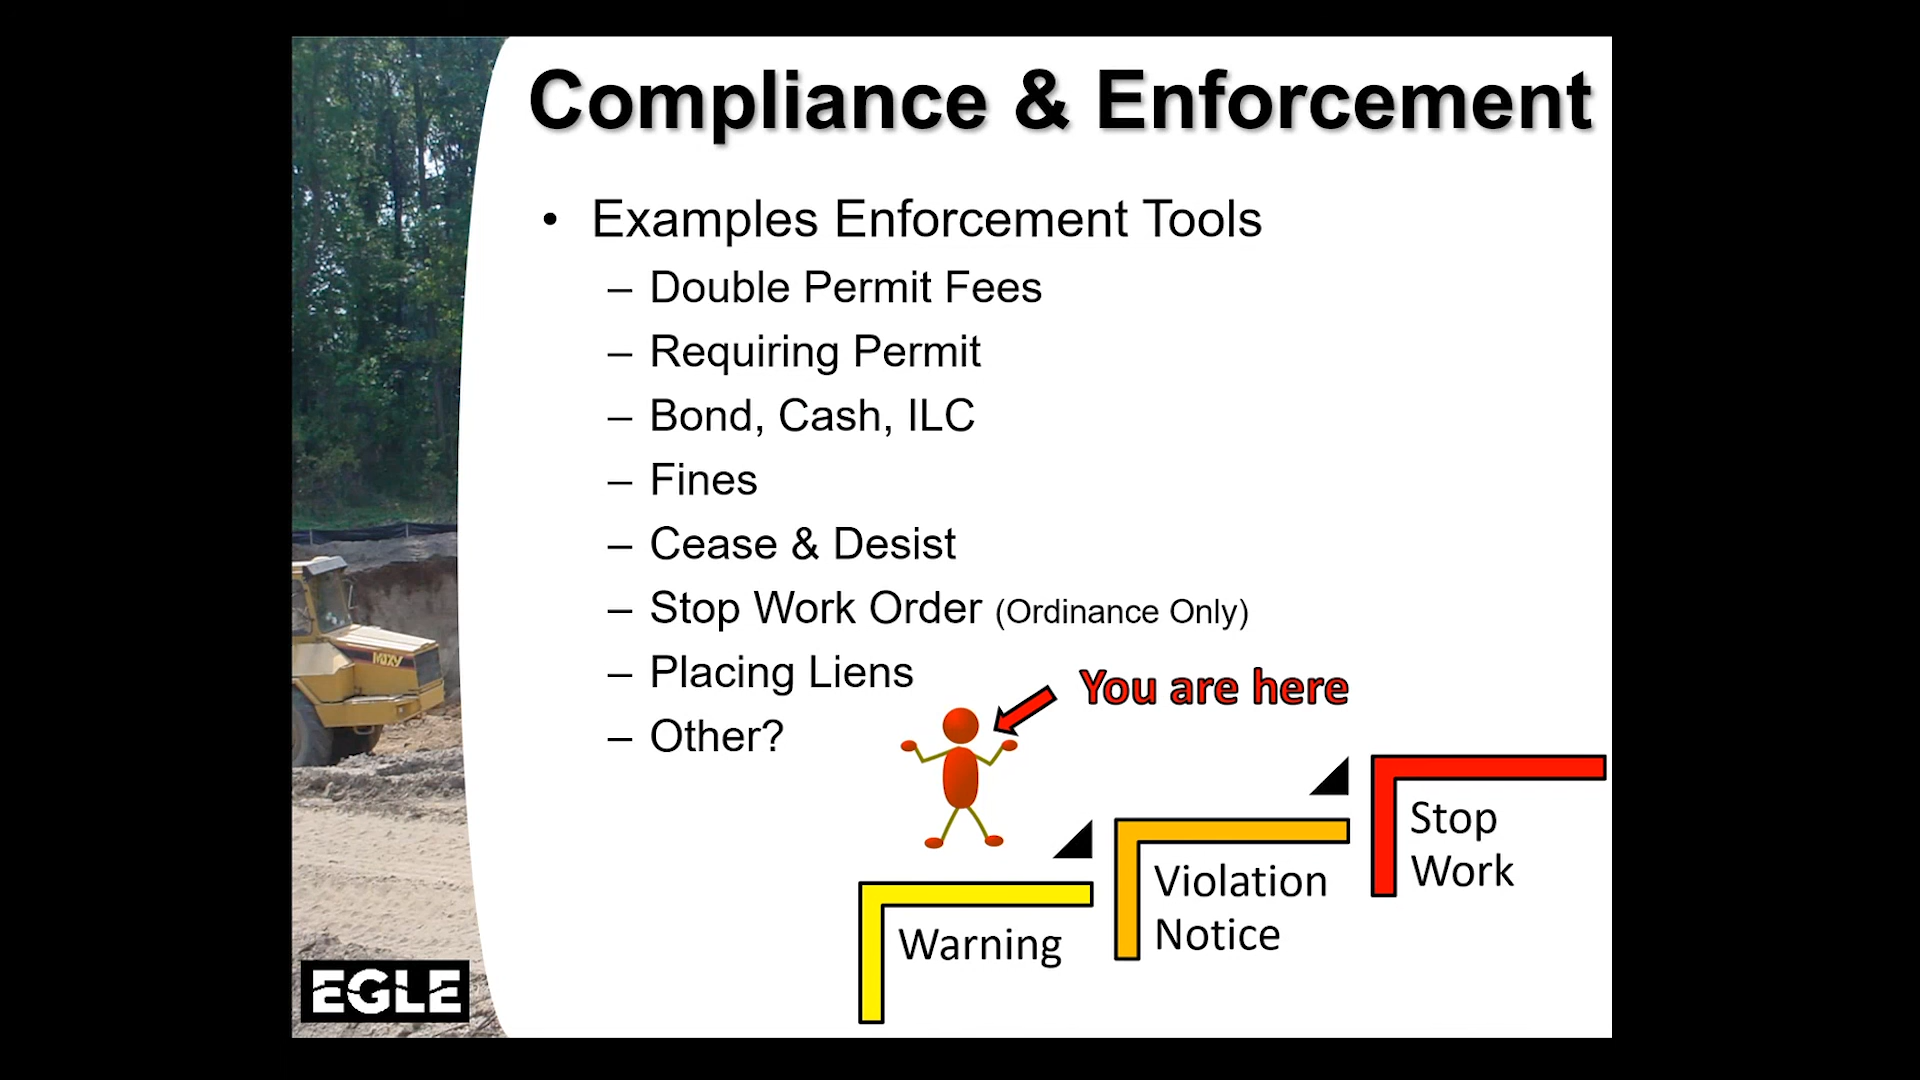 Compliance & Enforcement
• Examples Enforcement Tools
– Double Permit Fees
– Requiring Permit
– Bond, Cash, ILC
– Fines
– Cease & Desist
– Stop Work Order (Ordinance Only)
– Placing Liens
– Other?
You are here
Stop
Work
Violation
Notice
Warning
MOXY
EGLE